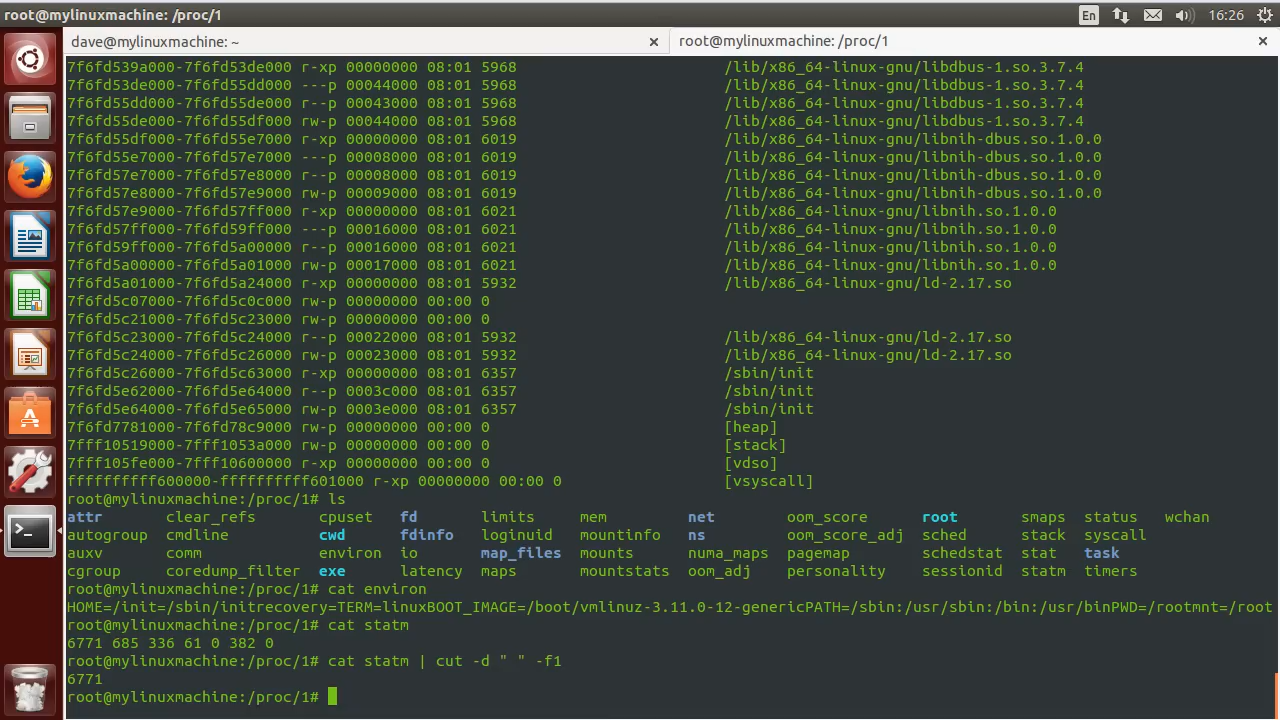 root@mylinuxmachine: /proc/1
En
16:26
dave@mylinuxmachine: ~
root@mylinuxmachine: /proc/1
7f6fd539a000-7f6fd53de000 r-xp 00000000 08:01 5968 /lib/x86_64-linux-gnu/libdbus-1.so.3.7.4
7f6fd53de000-7f6fd55dd000 ---p 00044000 08:01 5968 /lib/x86_64-linux-gnu/libdbus-1.so.3.7.4
7f6fd55dd000-7f6fd55de000 r--p 00043000 08:01 5968 /lib/x86_64-linux-gnu/libdbus-1.so.3.7.4
7f6fd55de000-7f6fd55df000 rw-p 00044000 08:01 5968 /lib/x86_64-linux-gnu/libdbus-1.so.3.7.4
7f6fd55df000-7f6fd55e7000 r-xp 00000000 08:01 6019 /lib/x86_64-linux-gnu/libnih-dbus.so.1.0.0
7f6fd55e7000-7f6fd57e7000 ---p 00008000 08:01 6019 /lib/x86_64-linux-gnu/libnih-dbus.so.1.0.0
7f6fd57e7000-7f6fd57e8000 r--p 00008000 08:01 6019 /lib/x86_64-linux-gnu/libnih-dbus.so.1.0.0
7f6fd57e8000-7f6fd57e9000 rw-p 00009000 08:01 6019 /lib/x86_64-linux-gnu/libnih-dbus.so.1.0.0
7f6fd57e9000-7f6fd57ff000 r-xp 00000000 08:01 6021 /lib/x86_64-linux-gnu/libnih.so.1.0.0
7f6fd57ff000-7f6fd59ff000 ---p 00016000 08:01 6021 /lib/x86_64-linux-gnu/libnih.so.1.0.0
7f6fd59ff000-7f6fd5a00000 r--p 00016000 08:01 6021 /lib/x86_64-linux-gnu/libnih.so.1.0.0
7f6fd5a00000-7f6fd5a01000 rw-p 00017000 08:01 6021 /lib/x86_64-linux-gnu/libnih.so.1.0.0
7f6fd5a01000-7f6fd5a24000 r-xp 00000000 08:01 5932 /lib/x86_64-linux-gnu/ld-2.17.so
7f6fd5c07000-7f6fd5c0c000 rw-p 00000000 00:00 0
7f6fd5c21000-7f6fd5c23000 rw-p 00000000 00:00 0
7f6fd5c23000-7f6fd5c24000 r--p 00022000 08:01 5932 /lib/x86_64-linux-gnu/ld-2.17.so
7f6fd5c24000-7f6fd5c26000 rw-p 00023000 08:01 5932 /lib/x86_64-linux-gnu/ld-2.17.so
7f6fd5c26000-7f6fd5c63000 r-xp 00000000 08:01 6357 /sbin/init
7f6fd5e62000-7f6fd5e64000 r--p 0003c000 08:01 6357 /sbin/init
7f6fd5e64000-7f6fd5e65000 rw-p 0003e000 08:01 6357 /sbin/init
7f6fd7781000-7f6fd78c9000 rw-p 00000000 00:00 0 [heap]
7fff10519000-7fff1053a000 rw-p 00000000 00:00 0 [stack]
7fff105fe000-7fff10600000 r-xp 00000000 00:00 0 [vdso]
ffffffffff600000-ffffffffff601000 r-xp 00000000 00:00 0 [vsyscall]
root@mylinuxmachine:/proc/1# ls
attr clear_refs cpuset fd limits mem net oom_score root smaps status wchan
autogroup cmdline cwd fdinfo loginuid mountinfo ns oom_score_adj sched stack syscall
auxv comm environ io map_files mounts numa_maps pagemap schedstat stat task
cgroup coredump_filter exe latency maps mountstats oom_adj personality sessionid statm timers
root@mylinuxmachine:/proc/1# cat environ
HOME=/init=/sbin/initrecovery=TERM=linuxBOOT_IMAGE=/boot/vmlinuz-3.11.0-12-genericPATH=/sbin:/usr/sbin:/bin:/usr/binPWD=/rootmnt=/root
root@mylinuxmachine:/proc/1# cat statm
6771 685 336 61 0 382 0
root@mylinuxmachine:/proc/1# cat statm | cut -d " " -f1
6771
root@mylinuxmachine:/proc/1#